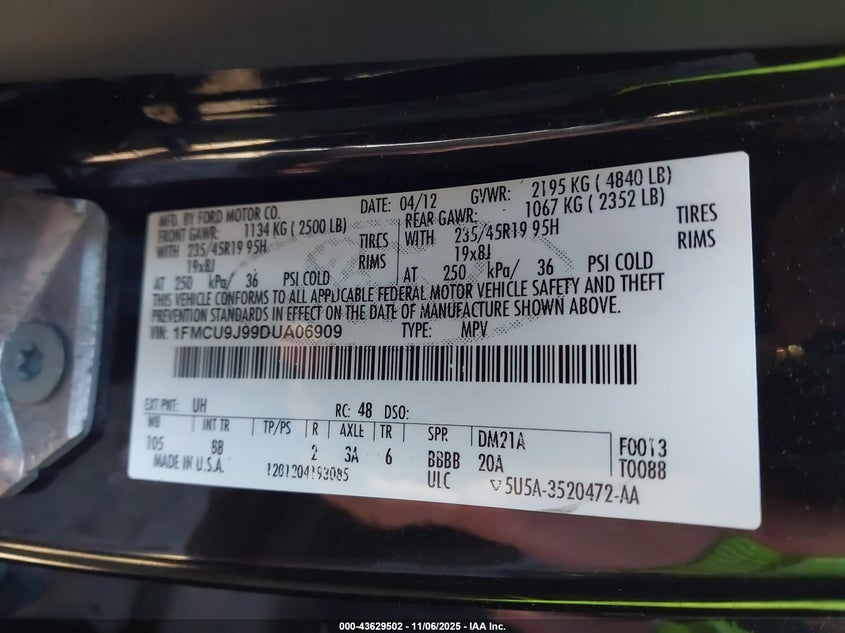 MFD. BY FORD MOTOR CO. DATE: 04/12 GVWR: 2195 KG ( 4840 LB)
FRONT GAWR: 1134 KG ( 2500 LB) REAR GAWR: 1067 KG ( 2352 LB)
WITH 235/45R19 95H TIRES WITH 235/45R19 95H TIRES
19x8J RIMS 19x8J RIMS
AT 250 kPa/ 36 PSI COLD AT 250 kPa/ 36 PSI COLD
THIS VEHICLE CONFORMS TO ALL APPLICABLE FEDERAL MOTOR VEHICLE SAFETY AND THEFT
PREVENTION STANDARDS IN EFFECT ON THE DATE OF MANUFACTURE SHOWN ABOVE.
VIN: 1FMCU9J99DUA06909 TYPE: MPV
EXT PNT: UH RC: 48 DSO:
WB INT TR TP/PS R AXLE TR SPR DM21A F0013
105 BB 2 3A 6 BBBB 20A T0088
MADE IN U.S.A. 1201204193085 ULC 5U5A-3520472-AA
000-43629502 - 11/06/2025 - IAA Inc.